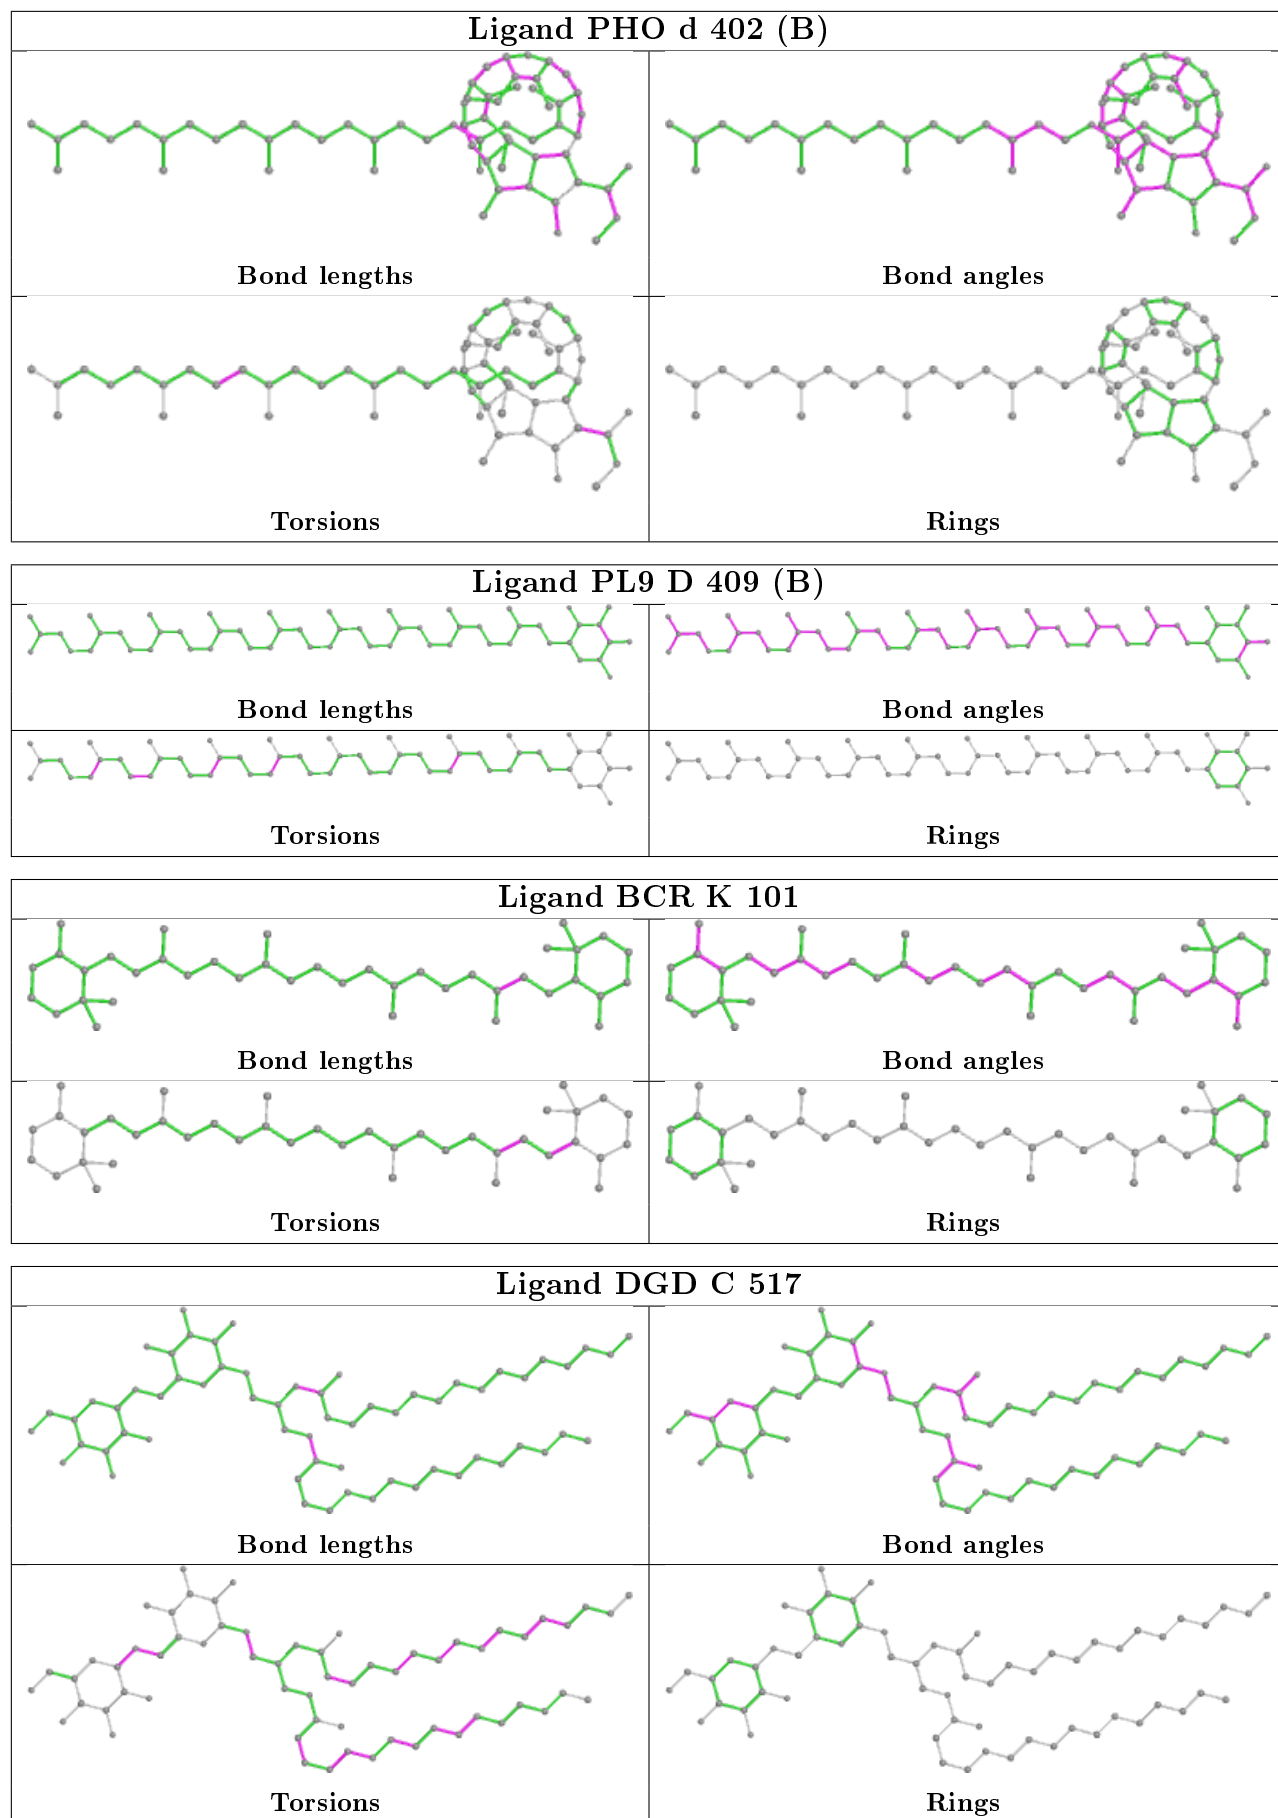 Ligand PHO d 402 (B)
Bond lengths
Bond angles
Torsions
Rings
Ligand PL9 D 409 (B)
Bond lengths
Bond angles
Torsions
Rings
Ligand BCR K 101
Bond lengths
Bond angles
Torsions
Rings
Ligand DGD C 517
Bond lengths
Bond angles
Torsions
Rings